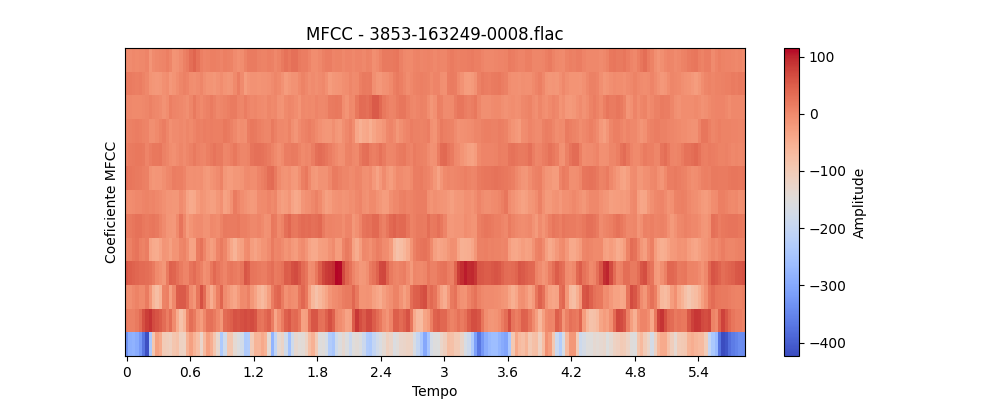 MFCC - 3853-163249-0008.flac
Coeficiente MFCC
0 0.6 1.2 1.8 2.4 3 3.6 4.2 4.8 5.4
Tempo
100
0
−100
−200
−300
−400
Amplitude